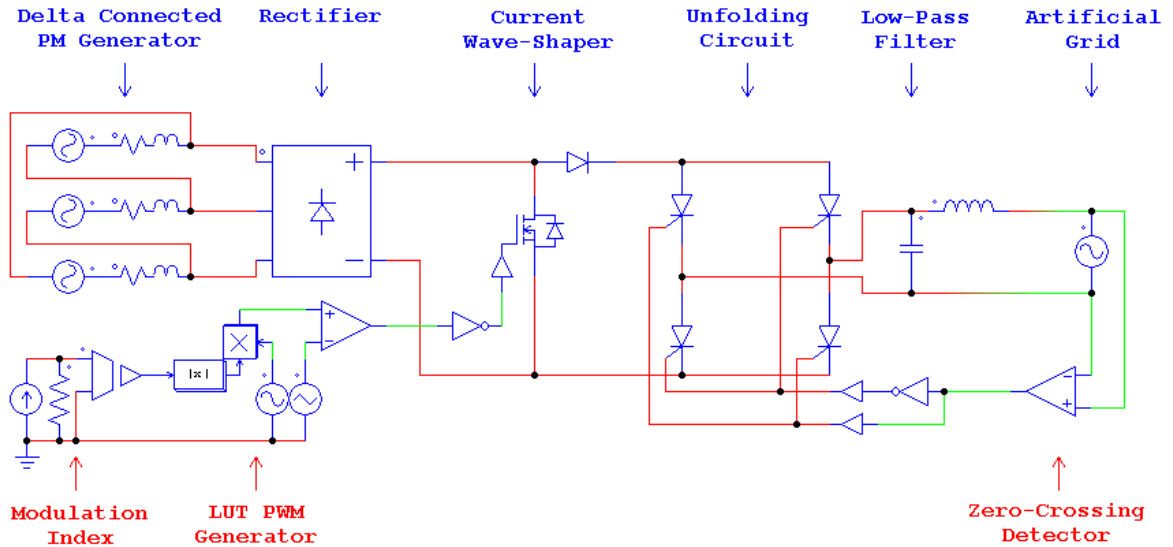 Delta Connected
PM Generator
Rectifier
Current
Wave-Shaper
Unfolding
Circuit
Low-Pass
Filter
Artificial
Grid
|x|
Modulation
Index
LUT PWM
Generator
Zero-Crossing
Detector